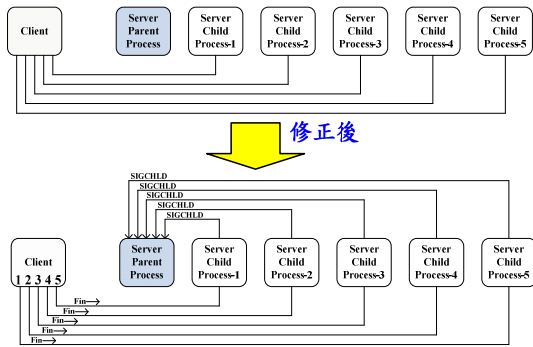 Client
Server
Parent
Process
Server
Child
Process-1
Server
Child
Process-2
Server
Child
Process-3
Server
Child
Process-4
Server
Child
Process-5
修正後
SIGCHLD
SIGCHLD
SIGCHLD
SIGCHLD
SIGCHLD
Client
1 2 3 4 5
Server
Parent
Process
Server
Child
Process-1
Server
Child
Process-2
Server
Child
Process-3
Server
Child
Process-4
Server
Child
Process-5
Fin
Fin
Fin
Fin
Fin